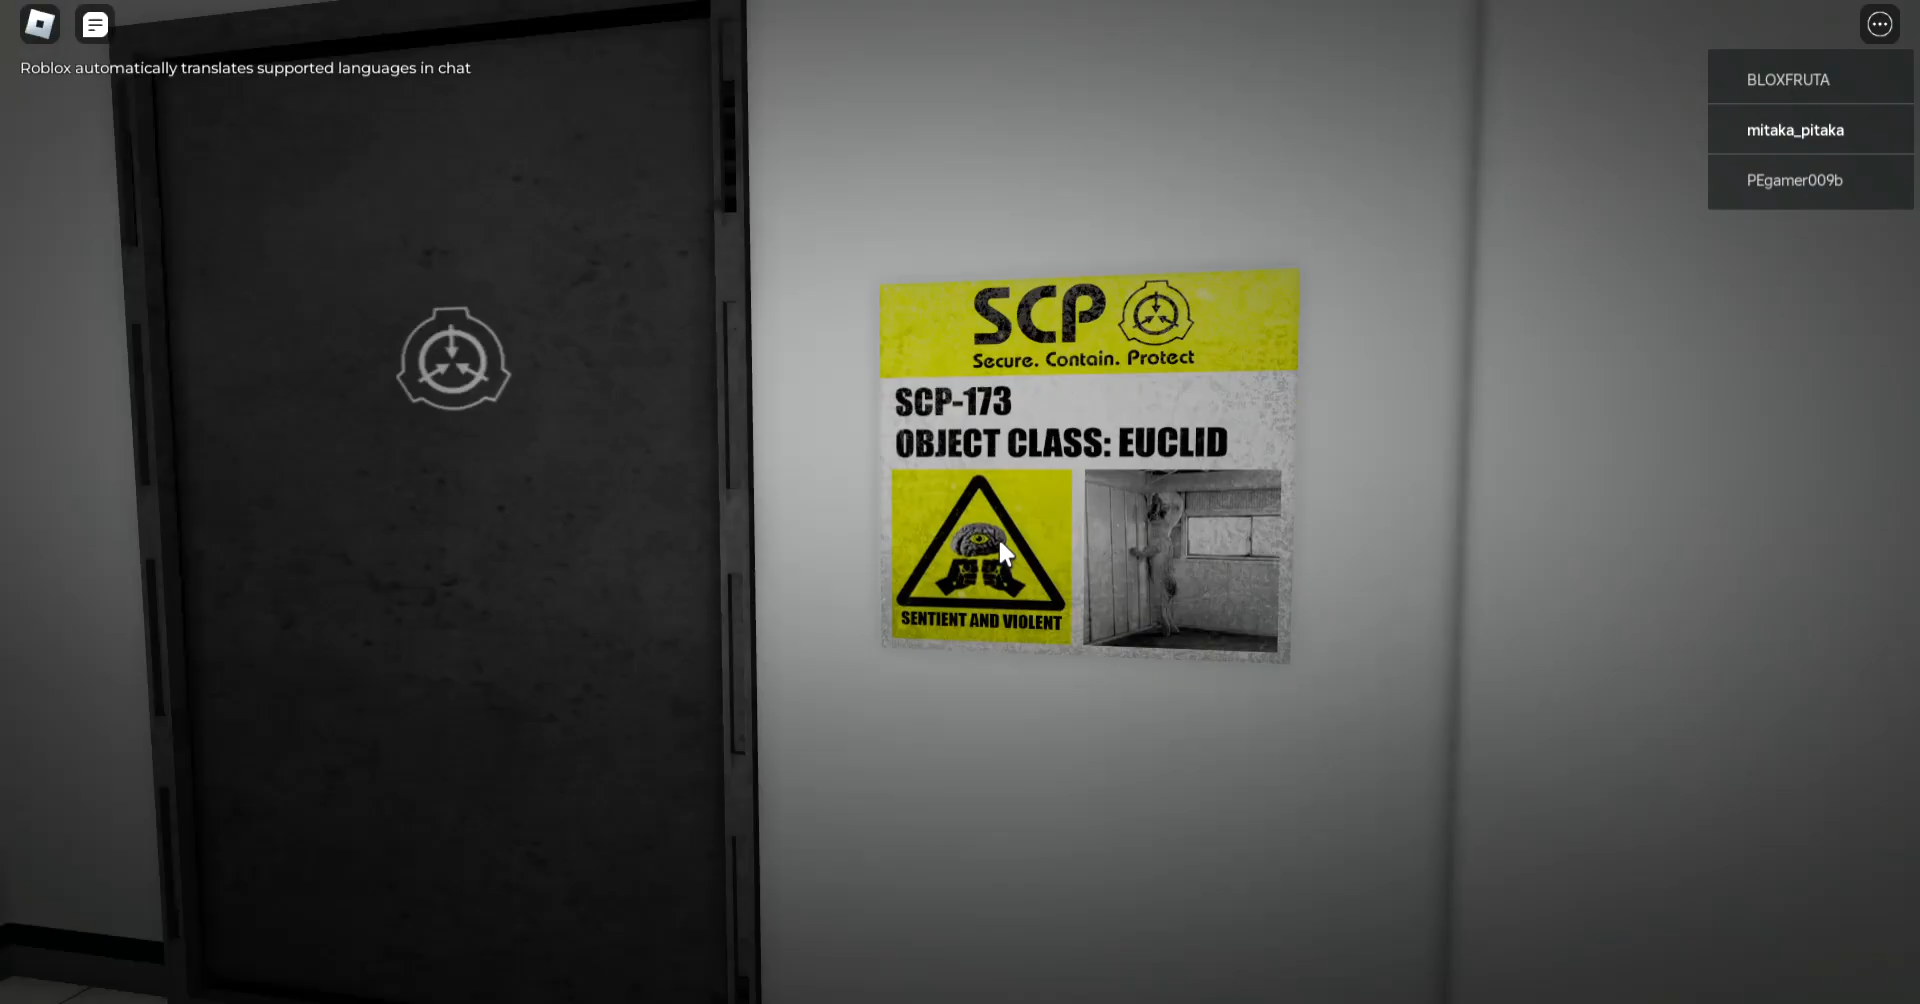 Roblox automatically translates supported languages in chat
BLOXFRUTA
mitaka_pitaka
PEgamer009b
SCP
Secure. Contain. Protect
SCP-173
OBJECT CLASS: EUCLID
SENTIENT AND VIOLENT